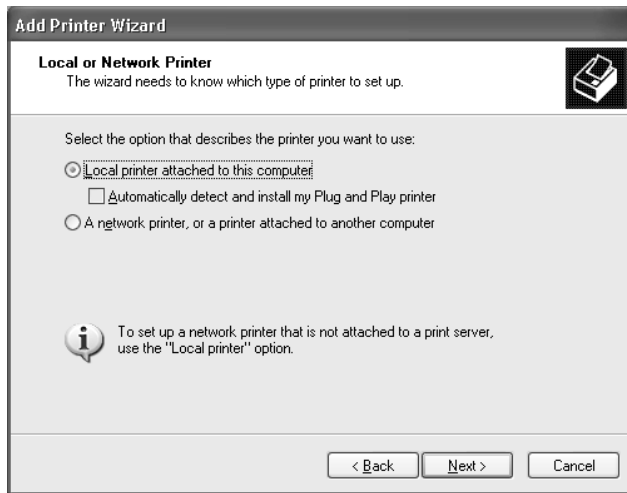 Add Printer Wizard
Local or Network Printer
The wizard needs to know which type of printer to set up.
Select the option that describes the printer you want to use:
Local printer attached to this computer
Automatically detect and install my Plug and Play printer
A network printer, or a printer attached to another computer
To set up a network printer that is not attached to a print server,
use the "Local printer" option.
< Back Next > Cancel